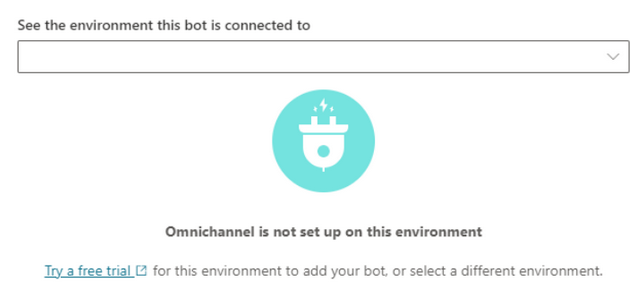 See the environment this bot is connected to
Omnichannel is not set up on this environment
Try a free trial for this environment to add your bot, or select a different environment.